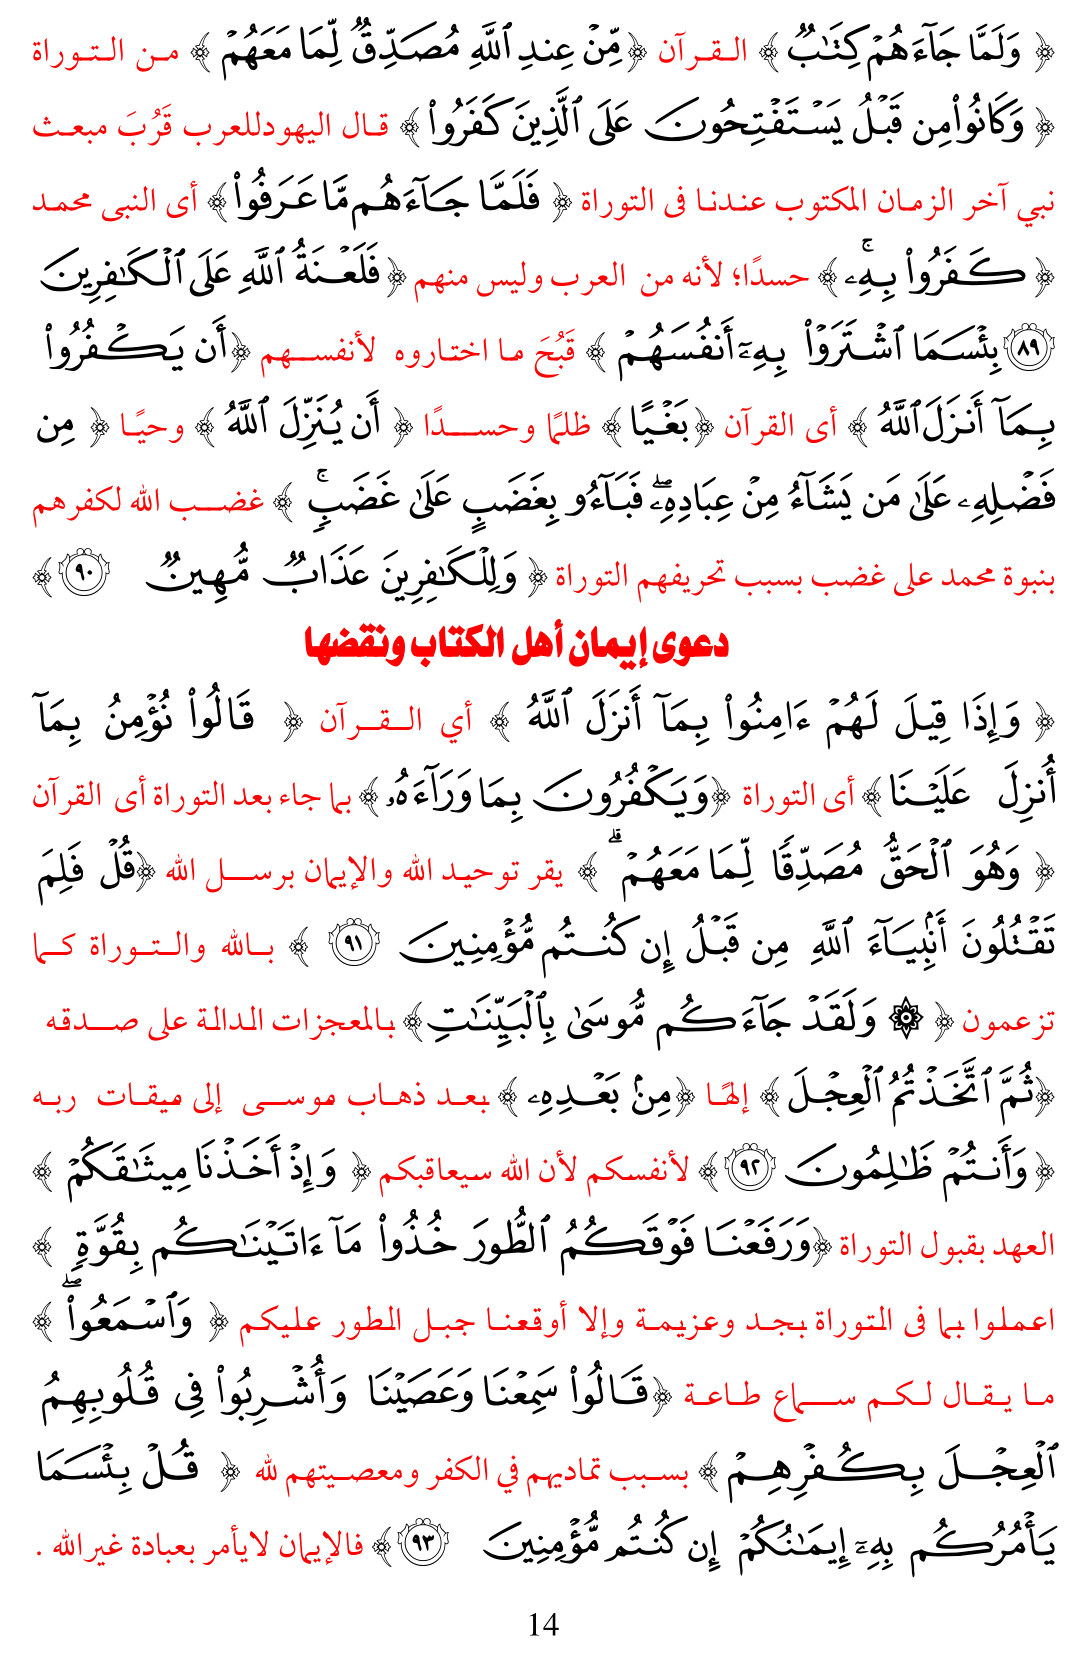 ﴿ وَلَمَّا جَآءَهُمْ كِتَٰبٌ ﴾ القرآن ﴿ مِّنْ عِندِ ٱللَّهِ مُصَدِّقٌ لِّمَا مَعَهُمْ ﴾ من التوراة
﴿ وَكَانُوا۟ مِن قَبْلُ يَسْتَفْتِحُونَ عَلَى ٱلَّذِينَ كَفَرُوا۟ ﴾ قال اليهود للعرب قَرُبَ مبعث
نبي آخر الزمان المكتوب عندنا فى التوراة ﴿ فَلَمَّا جَآءَهُم مَّا عَرَفُوا۟ ﴾ أى النبى محمد
﴿ كَفَرُوا۟ بِهِۦۚ ﴾ حسدًا؛ لأنه من العرب وليس منهم ﴿ فَلَعْنَةُ ٱللَّهِ عَلَى ٱلْكَٰفِرِينَ
٨٩ بِئْسَمَا ٱشْتَرَوْا۟ بِهِۦٓ أَنفُسَهُمْ ﴾ قَبُحَ ما اختاروه لأنفسهم ﴿ أَن يَكْفُرُوا۟
بِمَآ أَنزَلَ ٱللَّهُ ﴾ أى القرآن ﴿ بَغْيًا ﴾ ظلمًا وحسدًا ﴿ أَن يُنَزِّلَ ٱللَّهُ ﴾ وحيًا ﴿ مِن
فَضْلِهِۦ عَلَىٰ مَن يَشَآءُ مِنْ عِبَادِهِۦۖ فَبَآءُو بِغَضَبٍ عَلَىٰ غَضَبٍۚ ﴾ غضب الله لكفرهم
بنبوة محمد على غضب بسبب تحريفهم التوراة ﴿ وَلِلْكَٰفِرِينَ عَذَابٌ مُّهِينٌ ٩٠ ﴾
دعوى إيمان أهل الكتاب ونقضها
﴿ وَإِذَا قِيلَ لَهُمْ ءَامِنُوا۟ بِمَآ أَنزَلَ ٱللَّهُ ﴾ أي القرآن ﴿ قَالُوا۟ نُؤْمِنُ بِمَآ
أُنزِلَ عَلَيْنَا ﴾ أى التوراة ﴿ وَيَكْفُرُونَ بِمَا وَرَآءَهُۥ ﴾ بما جاء بعد التوراة أى القرآن
﴿ وَهُوَ ٱلْحَقُّ مُصَدِّقًا لِّمَا مَعَهُمْۗ ﴾ يقر توحيد الله والإيمان برسل الله ﴿ قُلْ فَلِمَ
تَقْتُلُونَ أَنۢبِيَآءَ ٱللَّهِ مِن قَبْلُ إِن كُنتُم مُّؤْمِنِينَ ٩١ ﴾ بالله والتوراة كما
تزعمون ﴿ ۞ وَلَقَدْ جَآءَكُم مُّوسَىٰ بِٱلْبَيِّنَٰتِ ﴾ بالمعجزات الدالة على صدقه
﴿ ثُمَّ ٱتَّخَذْتُمُ ٱلْعِجْلَ ﴾ إلهًا ﴿ مِنۢ بَعْدِهِۦ ﴾ بعد ذهاب موسى إلى ميقات ربه
﴿ وَأَنتُمْ ظَٰلِمُونَ ٩٢ ﴾ لأنفسكم لأن الله سيعاقبكم ﴿ وَإِذْ أَخَذْنَا مِيثَٰقَكُمْ ﴾
العهد بقبول التوراة ﴿ وَرَفَعْنَا فَوْقَكُمُ ٱلطُّورَ خُذُوا۟ مَآ ءَاتَيْنَٰكُم بِقُوَّةٍ ﴾
اعملوا بما فى التوراة بجد وعزيمة وإلا أوقعنا جبل الطور عليكم ﴿ وَٱسْمَعُوا۟ۖ ﴾
ما يقال لكم سماع طاعة ﴿ قَالُوا۟ سَمِعْنَا وَعَصَيْنَا وَأُشْرِبُوا۟ فِى قُلُوبِهِمُ
ٱلْعِجْلَ بِكُفْرِهِمْ ﴾ بسبب تماديهم في الكفر ومعصيتهم لله ﴿ قُلْ بِئْسَمَا
يَأْمُرُكُم بِهِۦٓ إِيمَٰنُكُمْ إِن كُنتُم مُّؤْمِنِينَ ٩٣ ﴾ فالإيمان لايأمر بعبادة غيرالله .
14